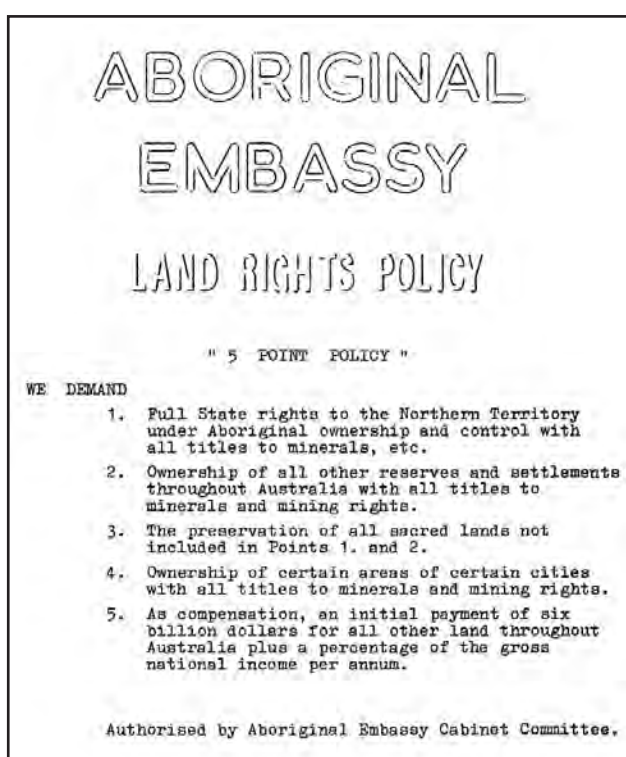 ABORIGINAL
EMBASSY
LAND RIGHTS POLICY
" 5 POINT POLICY "
WE DEMAND
1. Full State rights to the Northern Territory
under Aboriginal ownership and control with
all titles to minerals, etc.
2. Ownership of all other reserves and settlements
throughout Australia with all titles to
minerals and mining rights.
3. The preservation of all sacred lands not
included in Points 1. and 2.
4. Ownership of certain areas of certain cities
with all titles to minerals and mining rights.
5. As compensation, an initial payment of six
billion dollars for all other land throughout
Australia plus a percentage of the gross
national income per annum.
Authorised by Aboriginal Embassy Cabinet Committee.